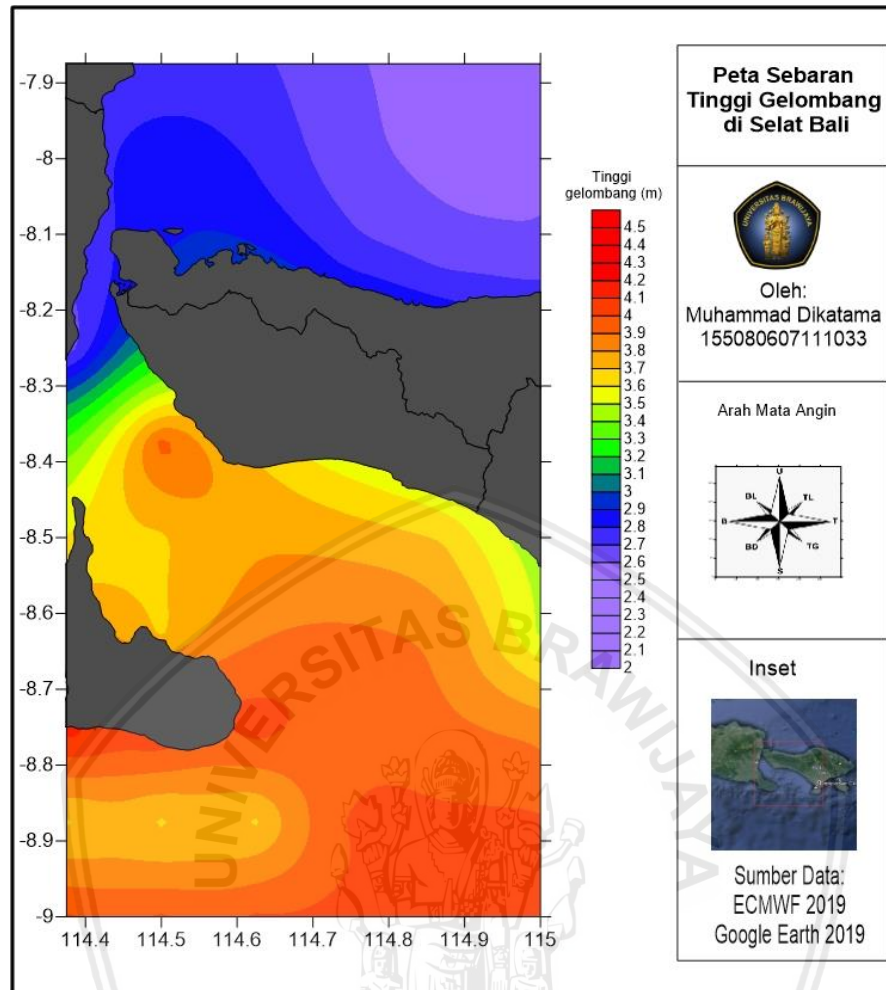 Peta Sebaran
Tinggi Gelombang
di Selat Bali
UNIVERSITAS BRAWIJAYA
Oleh:
Muhammad Dikatama
155080607111033
Arah Mata Angin
U
BL TL
B T
BD TG
S
Inset
Sumber Data:
ECMWF 2019
Google Earth 2019
Tinggi
gelombang (m)
4.5
4.4
4.3
4.2
4.1
4
3.9
3.8
3.7
3.6
3.5
3.4
3.3
3.2
3.1
3
2.9
2.8
2.7
2.6
2.5
2.4
2.3
2.2
2.1
2
-7.9
-8
-8.1
-8.2
-8.3
-8.4
-8.5
-8.6
-8.7
-8.8
-8.9
-9
114.4 114.5 114.6 114.7 114.8 114.9 115
UNIVERSITAS BRAWIJAYA